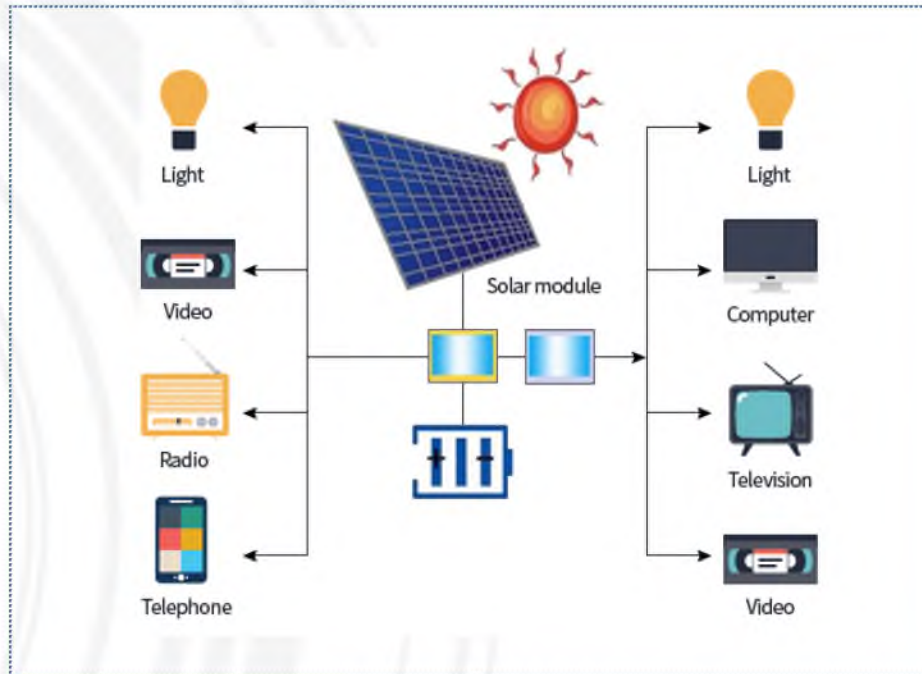 Light
Video
Radio
Telephone
Solar module
Light
Computer
Television
Video